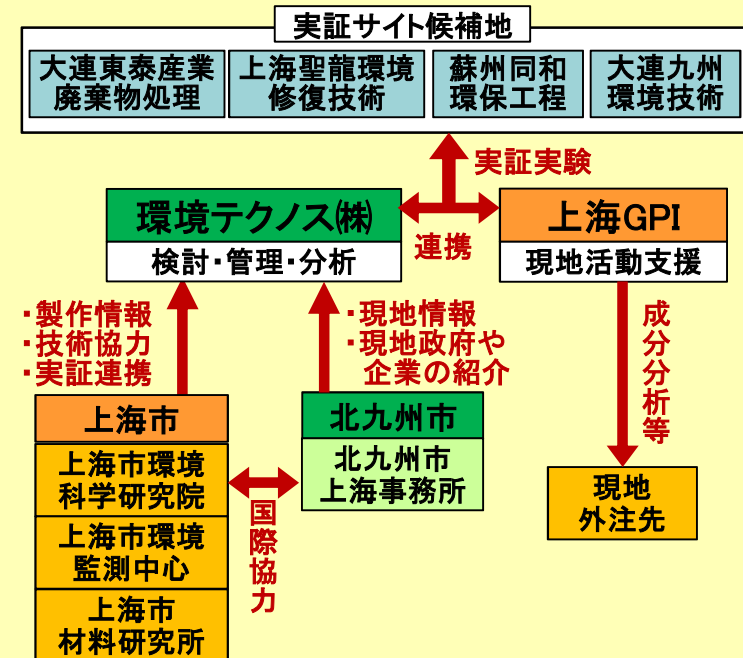 実証サイト候補地
大連東泰産業
廃棄物処理
上海聖龍環境
修復技術
蘇州同和
環保工程
大連九州
環境技術
実証実験
環境テクノス㈱
検討・管理・分析
連携
上海GPI
現地活動支援
・製作情報
・技術協力
・実証連携
・現地情報
・現地政府や
企業の紹介
成分分析等
上海市
上海市環境
科学研究院
上海市環境
監測中心
上海市
材料研究所
国際協力
北九州市
北九州市
上海事務所
現地
外注先